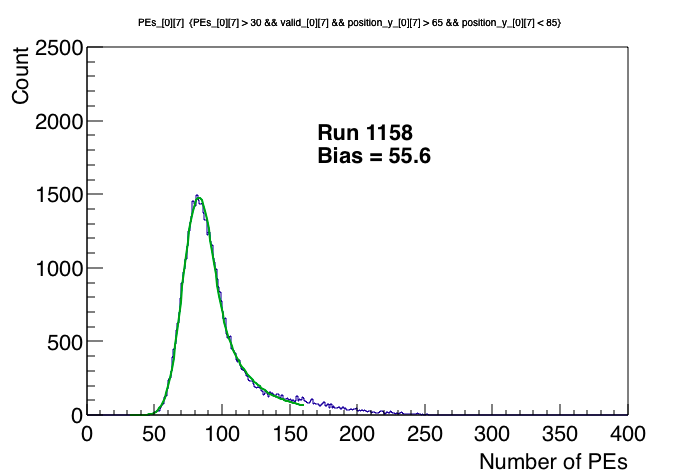 PEs_[0][7] {PEs_[0][7] > 30 && valid_[0][7] && position_y_[0][7] > 65 && position_y_[0][7] < 85}
Count
2500
2000
1500
1000
500
0
Run 1158
Bias = 55.6
0 50 100 150 200 250 300 350 400
Number of PEs